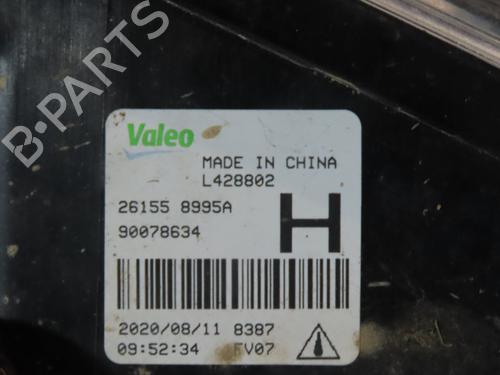 B-PARTS
Valeo
MADE IN CHINA
L428802
26155 8995A
90078634
H
2020/08/11 8387
09:52:34 FV07